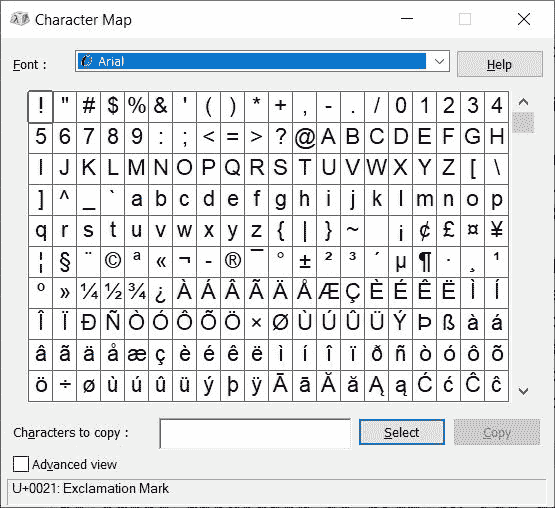 Character Map
Font : Arial Help
! " # $ % & ' ( ) * + , - . / 0 1 2 3 4
5 6 7 8 9 : ; < = > ? @ A B C D E F G H
I J K L M N O P Q R S T U V W X Y Z [ \
] ^ _ ` a b c d e f g h i j k l m n o p
q r s t u v w x y z { | } ~ ¡ ¢ £ ¤ ¥
¦ § ¨ © ª « ¬ - ® ¯ ° ± ² ³ ´ µ ¶ · ¸ ¹
º » ¼ ½ ¾ ¿ À Á Â Ã Ä Å Æ Ç È É Ê Ë Ì Í
Î Ï Ð Ñ Ò Ó Ô Õ Ö × Ø Ù Ú Û Ü Ý Þ ß à á
â ã ä å æ ç è é ê ë ì í î ï ð ñ ò ó ô õ
ö ÷ ø ù ú û ü ý þ ÿ Ā ā Ă ă Ą ą Ć ć Ĉ ĉ
Characters to copy : Select Copy
Advanced view
U+0021: Exclamation Mark